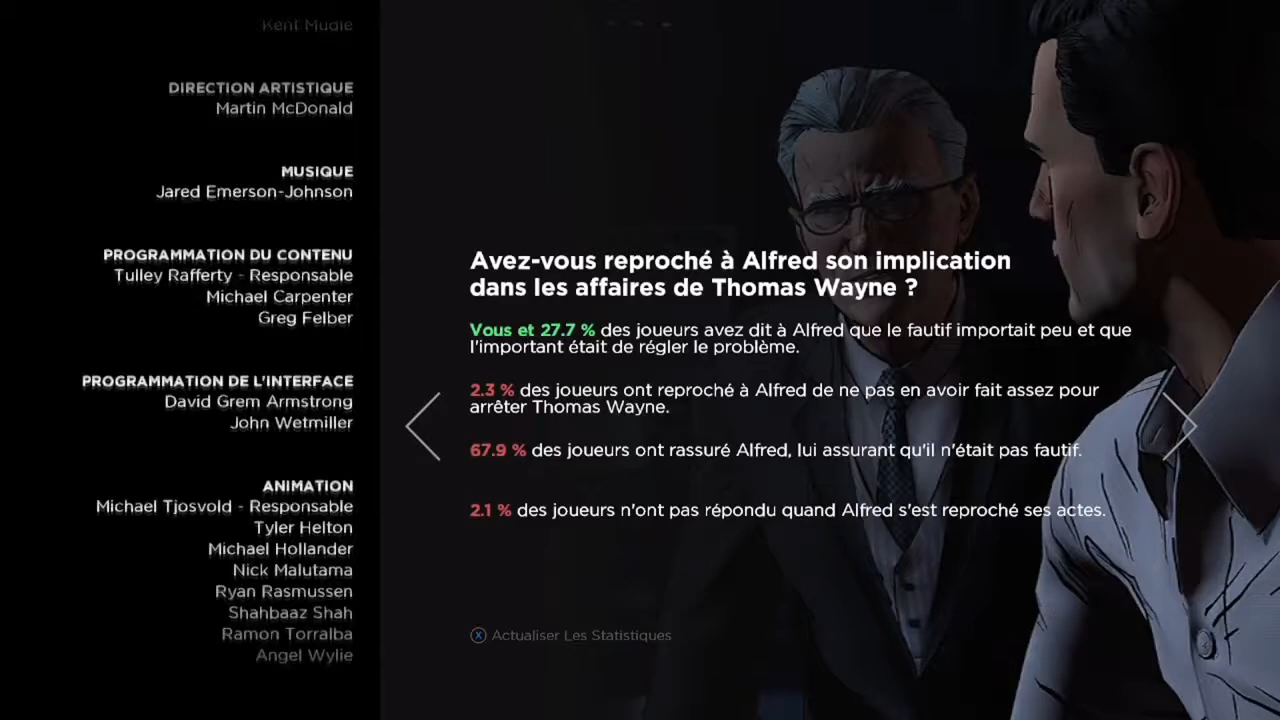 Kent Mudie
DIRECTION ARTISTIQUE
Martin McDonald
MUSIQUE
Jared Emerson-Johnson
PROGRAMMATION DU CONTENU
Tulley Rafferty - Responsable
Michael Carpenter
Greg Felber
PROGRAMMATION DE L'INTERFACE
David Grem Armstrong
John Wetmiller
ANIMATION
Michael Tjosvold - Responsable
Tyler Helton
Michael Hollander
Nick Malutama
Ryan Rasmussen
Shahbaaz Shah
Ramon Torralba
Angel Wylie
Avez-vous reproché à Alfred son implication
dans les affaires de Thomas Wayne ?
Vous et 27.7 % des joueurs avez dit à Alfred que le fautif importait peu et que
l'important était de régler le problème.
2.3 % des joueurs ont reproché à Alfred de ne pas en avoir fait assez pour
arrêter Thomas Wayne.
67.9 % des joueurs ont rassuré Alfred, lui assurant qu'il n'était pas fautif.
2.1 % des joueurs n'ont pas répondu quand Alfred s'est reproché ses actes.
X Actualiser Les Statistiques